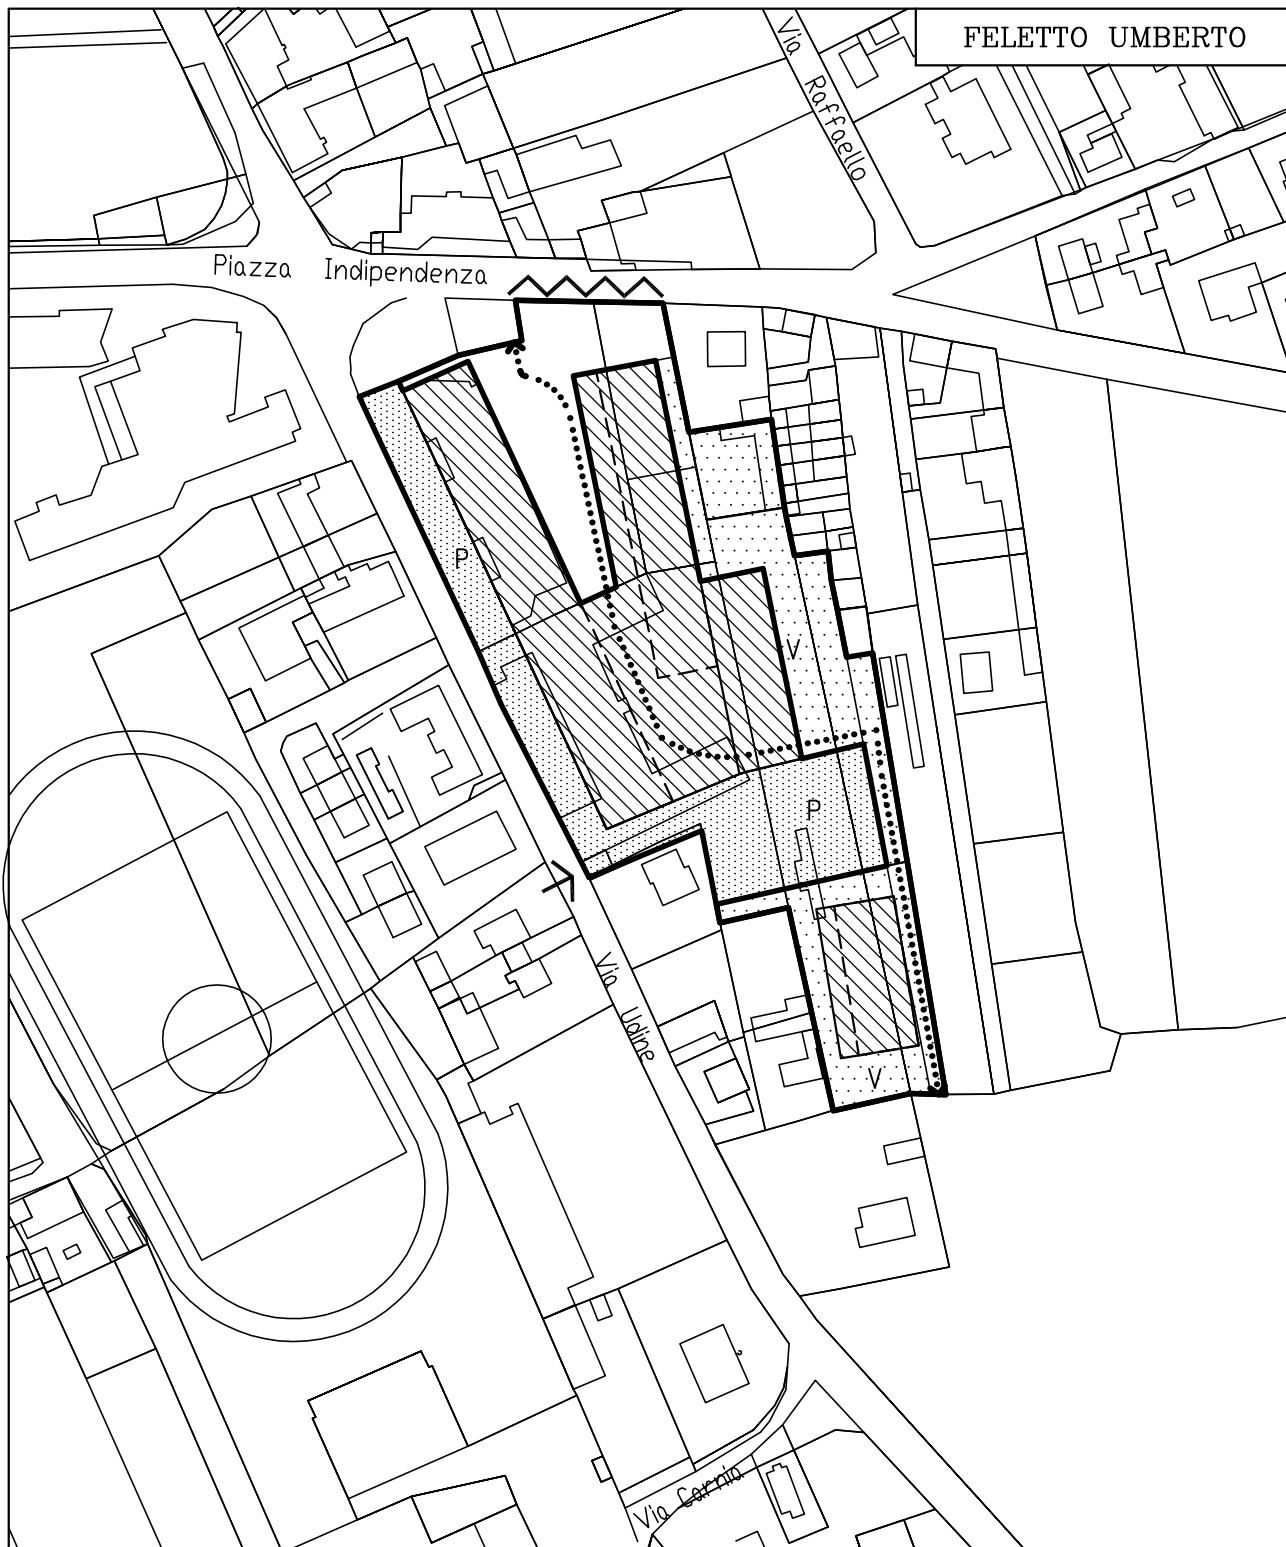 FELETTO UMBERTO
Via Raffaello
Piazza Indipendenza
P
V
P
V
Via Udine
Via Carnia